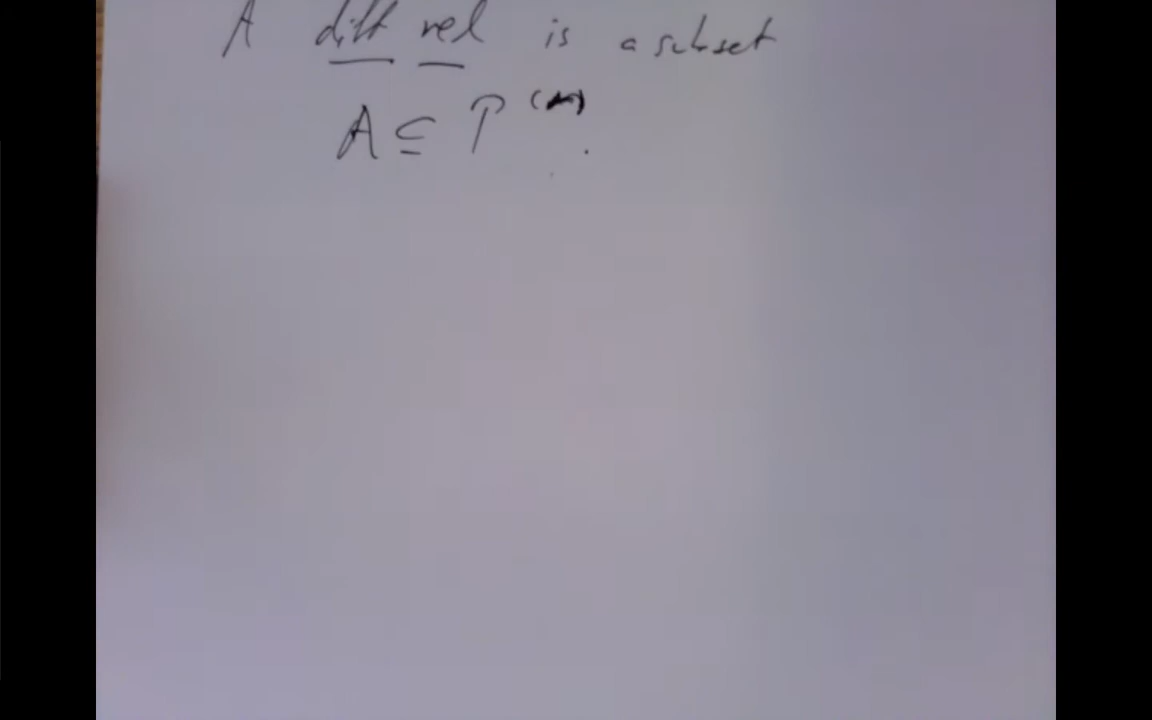 A diff rel is a subset
A ⊆ P^(r).